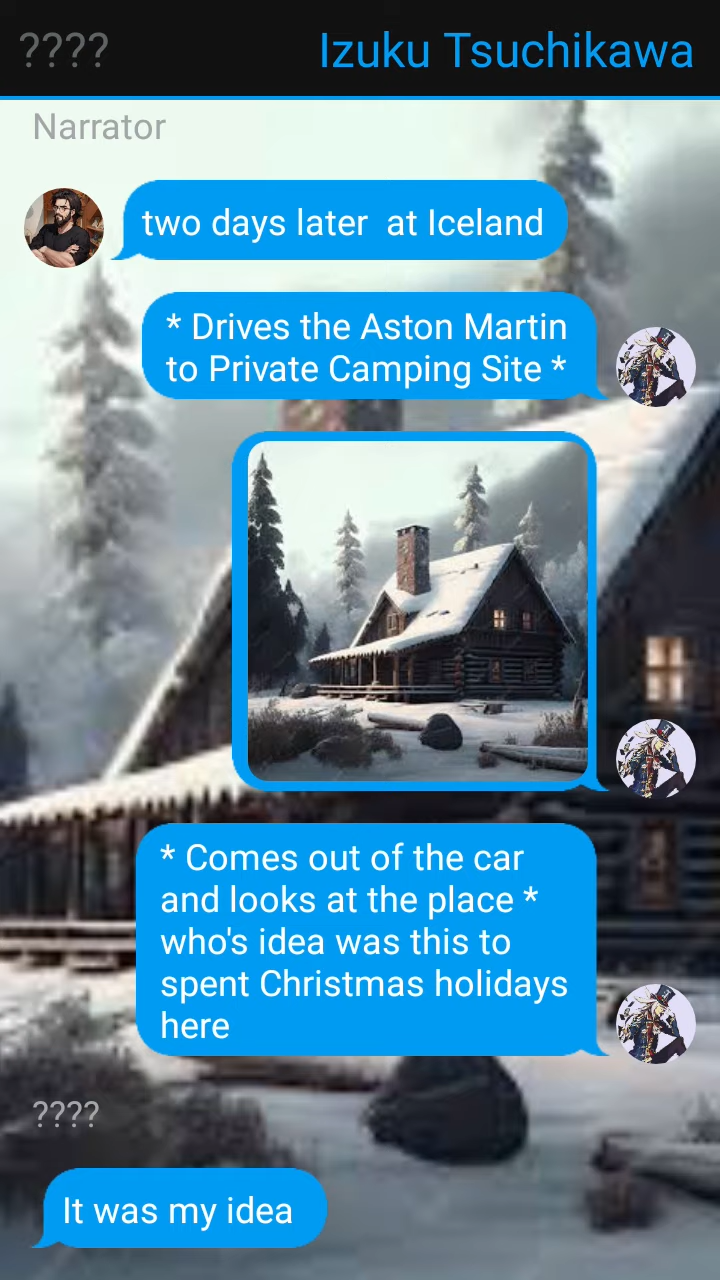 ???? Izuku Tsuchikawa
Narrator
two days later  at Iceland
* Drives the Aston Martin
to Private Camping Site *
* Comes out of the car
and looks at the place *
who's idea was this to
spent Christmas holidays
here
????
It was my idea